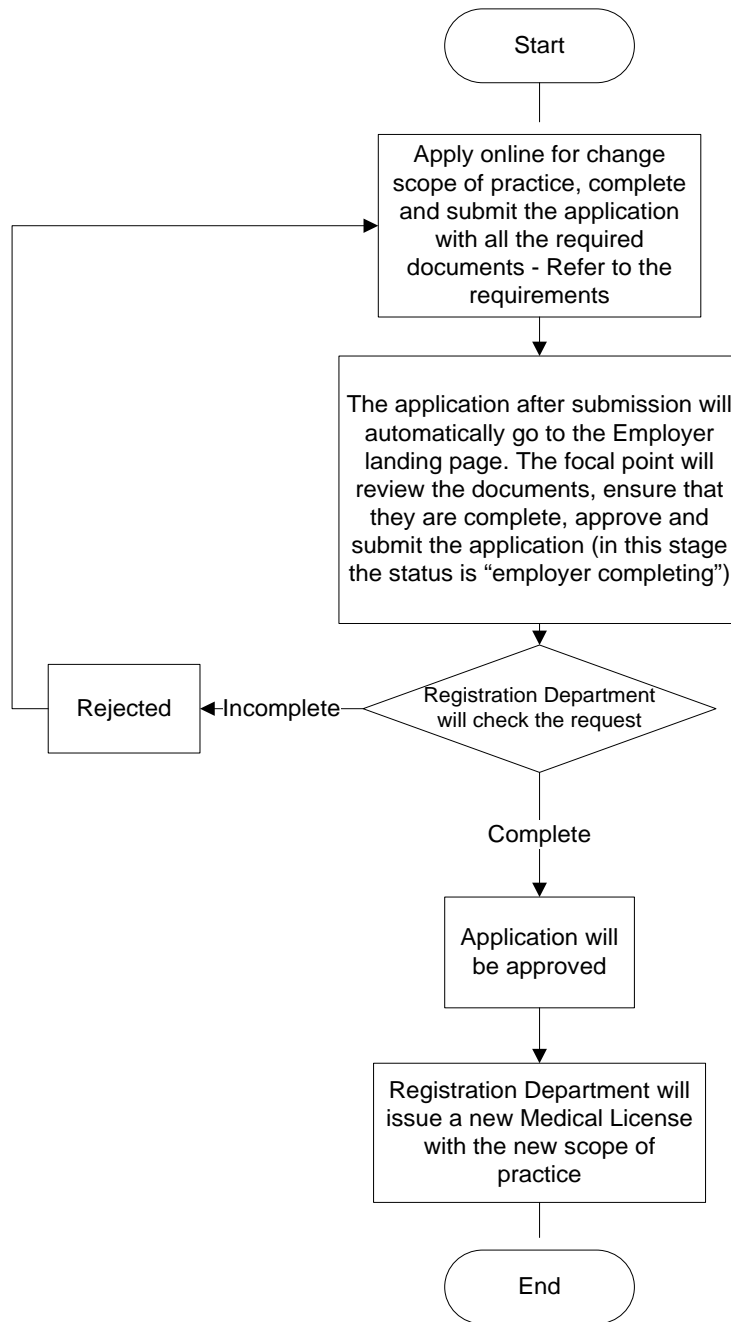 Start
Apply online for change
scope of practice, complete
and submit the application
with all the required
documents - Refer to the
requirements
The application after submission will
automatically go to the Employer
landing page. The focal point will
review the documents, ensure that
they are complete, approve and
submit the application (in this stage
the status is “employer completing”)
Registration Department
will check the request
Incomplete
Rejected
Complete
Application will
be approved
Registration Department will
issue a new Medical License
with the new scope of
practice
End